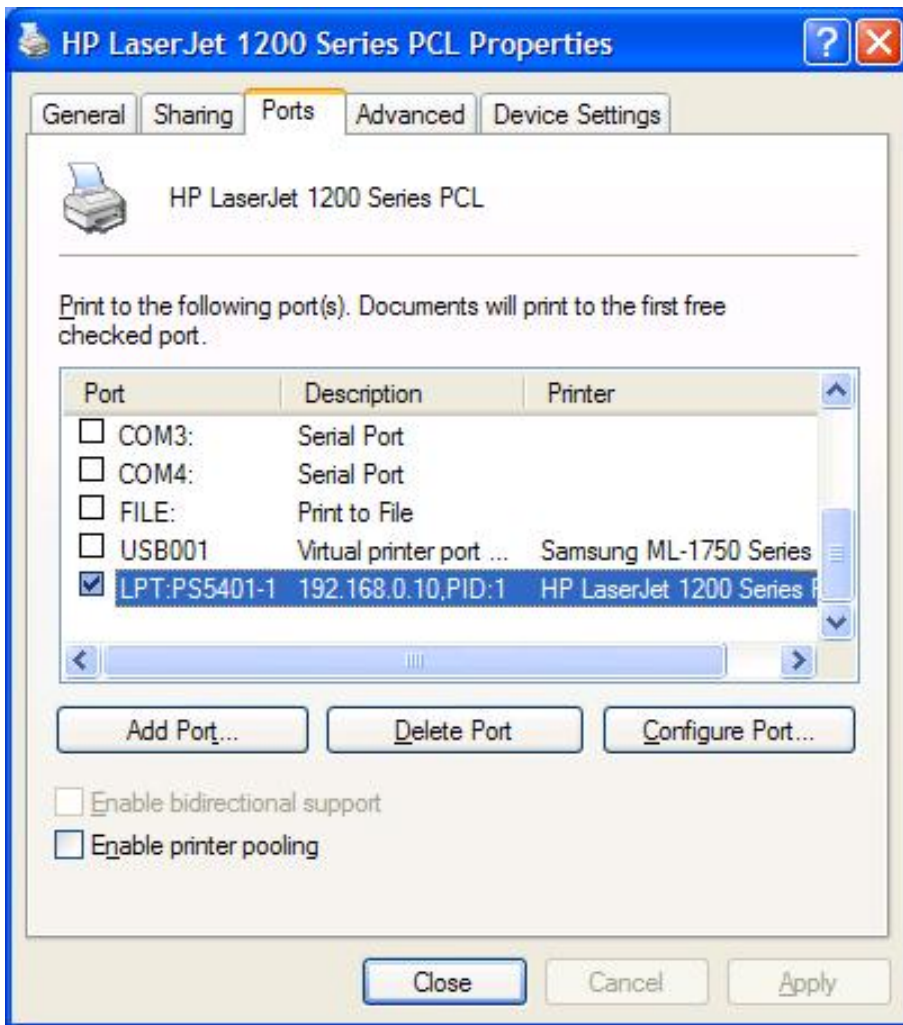 HP LaserJet 1200 Series PCL Properties
General Sharing Ports Advanced Device Settings
HP LaserJet 1200 Series PCL
Print to the following port(s). Documents will print to the first free
checked port.
Port Description Printer
COM3: Serial Port
COM4: Serial Port
FILE: Print to File
USB001 Virtual printer port ... Samsung ML-1750 Series
LPT:PS5401-1 192.168.0.10,PID:1 HP LaserJet 1200 Series
Add Port... Delete Port Configure Port...
Enable bidirectional support
Enable printer pooling
Close Cancel Apply